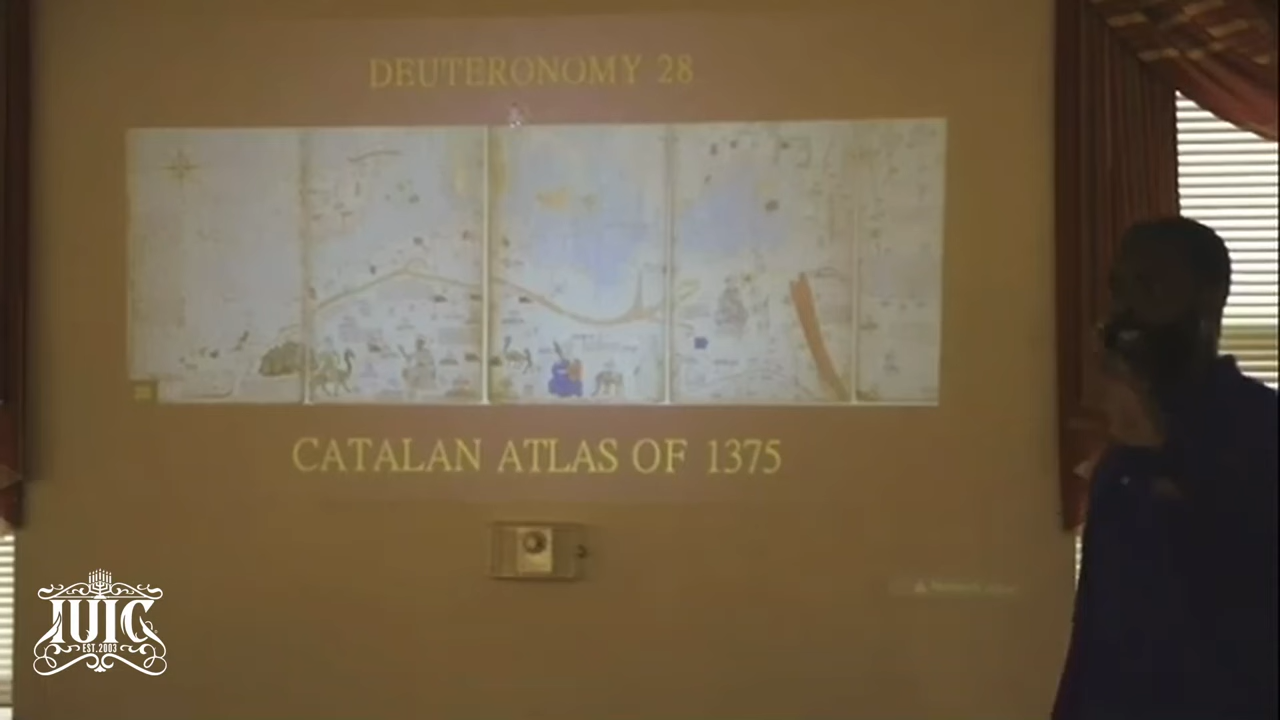 DEUTERONOMY 28
CATALAN ATLAS OF 1375
IUIC
EST. 2003